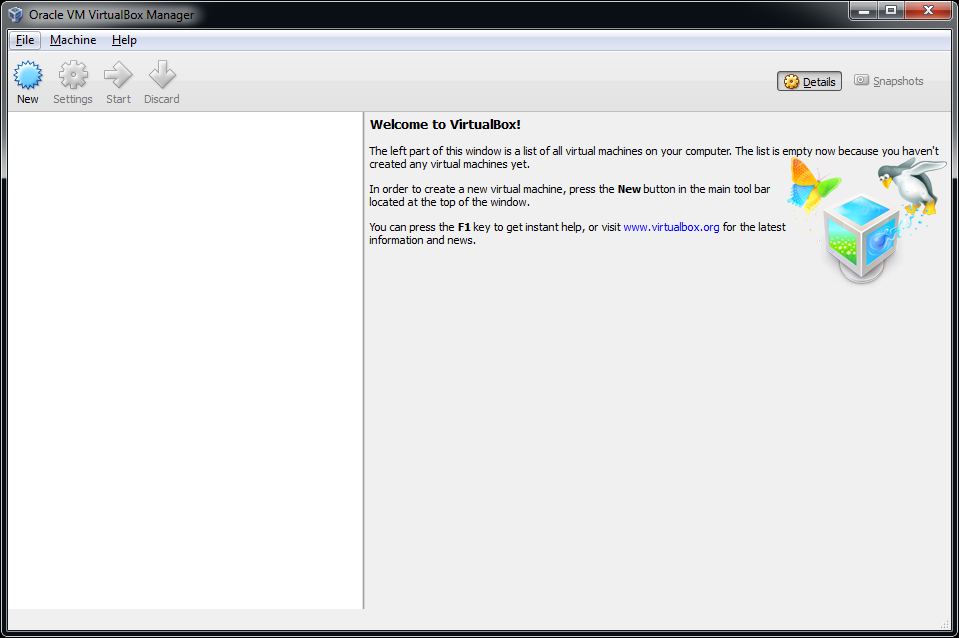 Oracle VM VirtualBox Manager
File Machine Help
New Settings Start Discard Details Snapshots
Welcome to VirtualBox!
The left part of this window is a list of all virtual machines on your computer. The list is empty now because you haven't
created any virtual machines yet.
In order to create a new virtual machine, press the New button in the main tool bar
located at the top of the window.
You can press the F1 key to get instant help, or visit www.virtualbox.org for the latest
information and news.